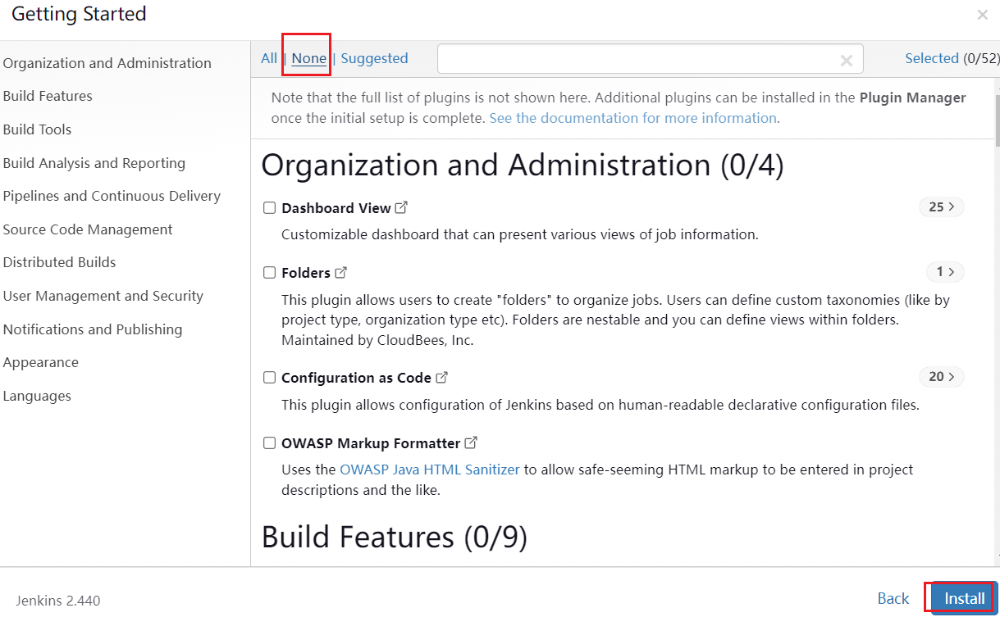 Getting Started
×
Organization and Administration
Build Features
Build Tools
Build Analysis and Reporting
Pipelines and Continuous Delivery
Source Code Management
Distributed Builds
User Management and Security
Notifications and Publishing
Appearance
Languages
All | None | Suggested
Selected (0/52)
Note that the full list of plugins is not shown here. Additional plugins can be installed in the Plugin Manager
once the initial setup is complete. See the documentation for more information.
Organization and Administration (0/4)
Dashboard View 25 >
Customizable dashboard that can present various views of job information.
Folders 1 >
This plugin allows users to create "folders" to organize jobs. Users can define custom taxonomies (like by
project type, organization type etc). Folders are nestable and you can define views within folders.
Maintained by CloudBees, Inc.
Configuration as Code 20 >
This plugin allows configuration of Jenkins based on human-readable declarative configuration files.
OWASP Markup Formatter
Uses the OWASP Java HTML Sanitizer to allow safe-seeming HTML markup to be entered in project
descriptions and the like.
Build Features (0/9)
Jenkins 2.440
Back
Install